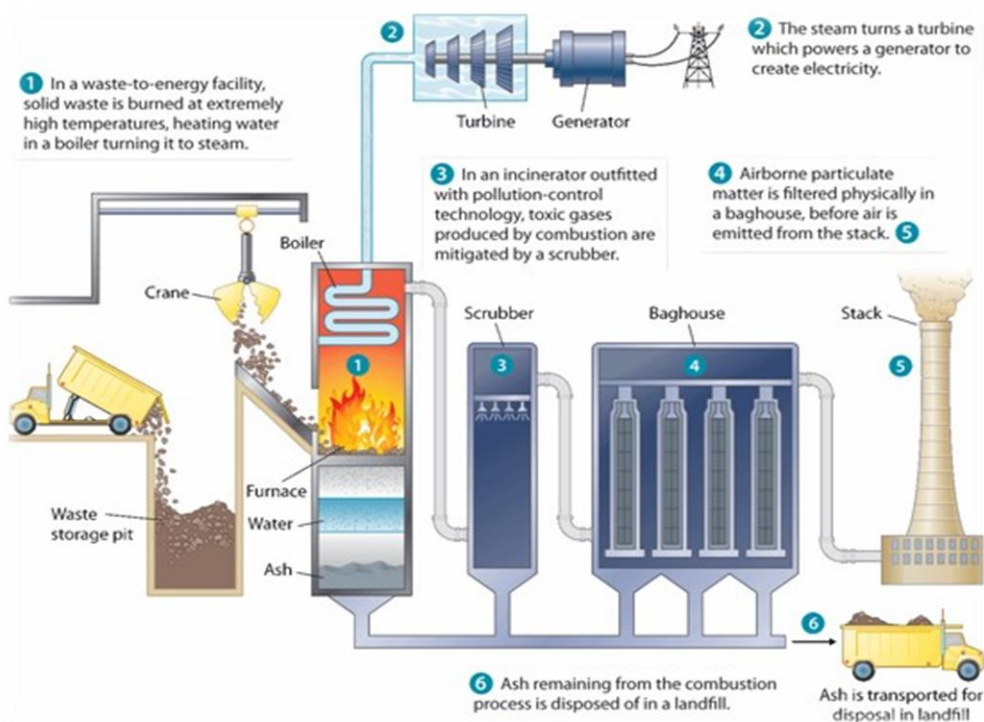 1 In a waste-to-energy facility,
solid waste is burned at extremely
high temperatures, heating water
in a boiler turning it to steam.
2
Turbine
Generator
2 The steam turns a turbine
which powers a generator to
create electricity.
3 In an incinerator outfitted
with pollution-control
technology, toxic gases
produced by combustion are
mitigated by a scrubber.
4 Airborne particulate
matter is filtered physically in
a baghouse, before air is
emitted from the stack. 5
Crane
Boiler
1
Furnace
Water
Ash
Waste
storage pit
Scrubber
3
Baghouse
4
Stack
5
6
6 Ash remaining from the combustion
process is disposed of in a landfill.
Ash is transported for
disposal in landfill